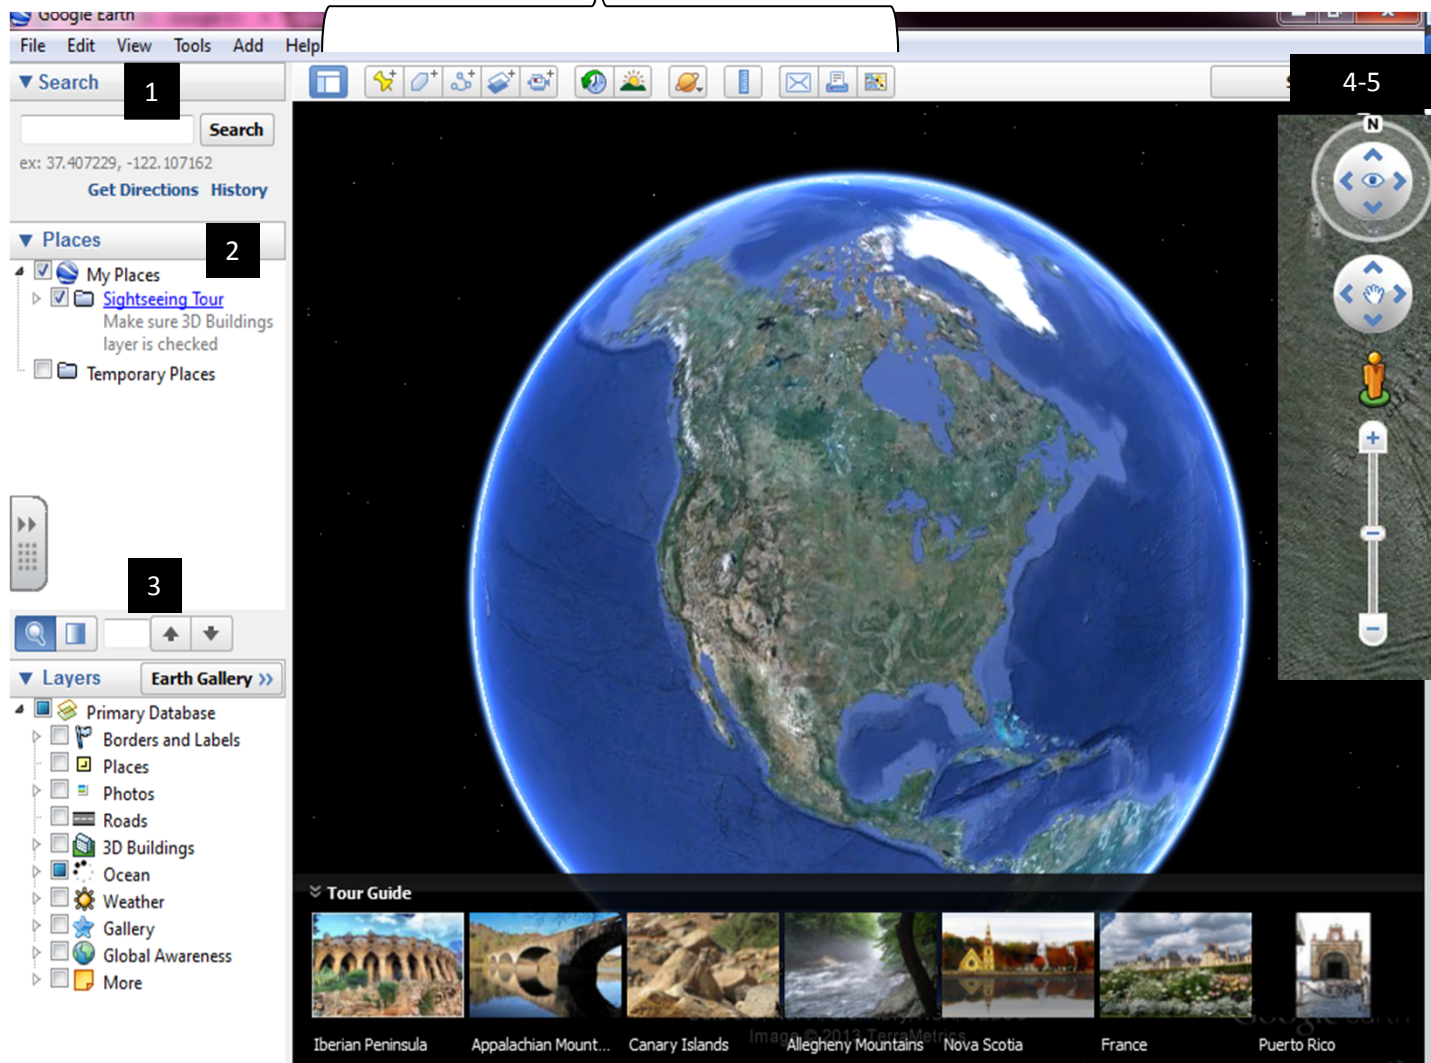 Google Earth
File Edit View Tools Add Help
Search
1
4-5
Search
ex: 37.407229, -122.107162
Get Directions History
N
Places
2
My Places
Sightseeing Tour
Make sure 3D Buildings
layer is checked
Temporary Places
3
Layers
Earth Gallery >>
Primary Database
Borders and Labels
Places
Photos
Roads
3D Buildings
Ocean
Weather
Gallery
Global Awareness
More
Tour Guide
Image © 2013 TerraMetrics
Iberian Peninsula
Appalachian Mount...
Canary Islands
Allegheny Mountains
Nova Scotia
France
Puerto Rico